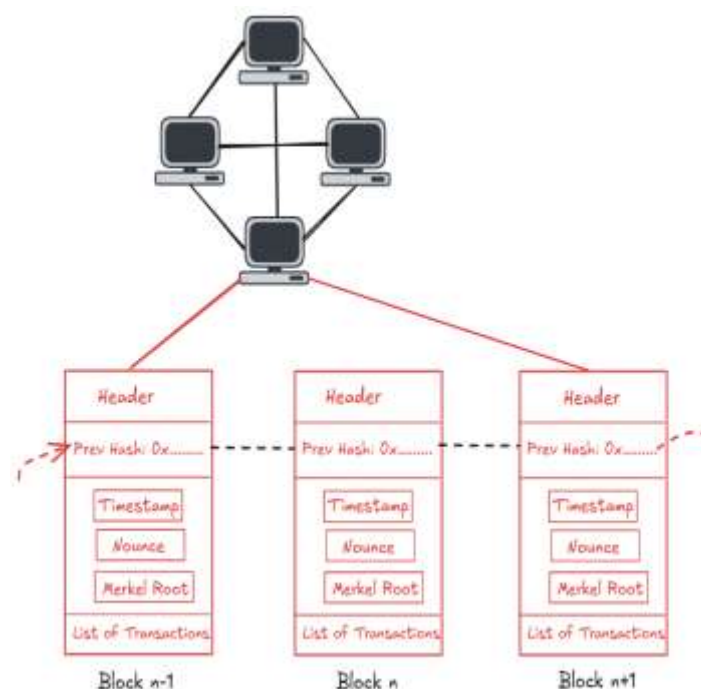 Header
Prev Hash: 0x.........
Timestamp
Nounce
Merkel Root
List of Transactions
Block n-1
Header
Prev Hash: 0x.........
Timestamp
Nounce
Merkel Root
List of Transactions
Block n
Header
Prev Hash: 0x.........
Timestamp
Nounce
Merkel Root
List of Transactions
Block n+1